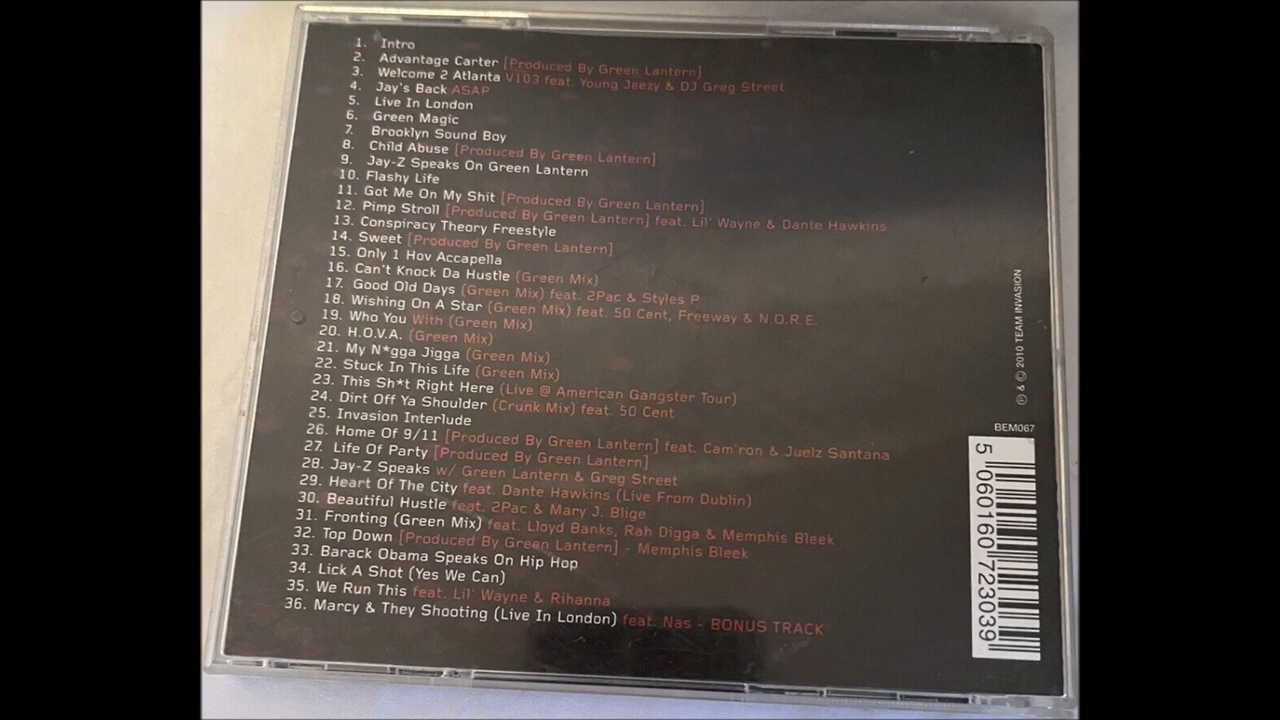 1. Intro
2. Advantage Carter [Produced By Green Lantern]
3. Welcome 2 Atlanta V103 feat. Young Jeezy & DJ Greg Street
4. Jay's Back ASAP
5. Live In London
6. Green Magic
7. Brooklyn Sound Boy
8. Child Abuse [Produced By Green Lantern]
9. Jay-Z Speaks On Green Lantern
10. Flashy Life
11. Got Me On My Shit [Produced By Green Lantern]
12. Pimp Stroll [Produced By Green Lantern] feat. Lil' Wayne & Dante Hawkins
13. Conspiracy Theory Freestyle
14. Sweet [Produced By Green Lantern]
15. Only 1 Hov Accapella
16. Can't Knock Da Hustle (Green Mix)
17. Good Old Days (Green Mix) feat. 2Pac & Styles P
18. Wishing On A Star (Green Mix) feat. 50 Cent, Freeway & N.O.R.E.
19. Who You With (Green Mix)
20. H.O.V.A. (Green Mix)
21. My N*gga Jigga (Green Mix)
22. Stuck In This Life (Green Mix)
23. This Sh*t Right Here (Live @ American Gangster Tour)
24. Dirt Off Ya Shoulder (Crunk Mix) feat. 50 Cent
25. Invasion Interlude
26. Home Of 9/11 [Produced By Green Lantern] feat. Cam'ron & Juelz Santana
27. Life Of Party [Produced By Green Lantern]
28. Jay-Z Speaks w/ Green Lantern & Greg Street
29. Heart Of The City feat. Dante Hawkins (Live From Dublin)
30. Beautiful Hustle feat. 2Pac & Mary J. Blige
31. Fronting (Green Mix) feat. Lloyd Banks, Rah Digga & Memphis Bleek
32. Top Down [Produced By Green Lantern] - Memphis Bleek
33. Barack Obama Speaks On Hip Hop
34. Lick A Shot (Yes We Can)
35. We Run This feat. Lil' Wayne & Rihanna
36. Marcy & They Shooting (Live In London) feat. Nas - BONUS TRACK
℗ & © 2010 TEAM INVASION
BEM067
5 060160 723039